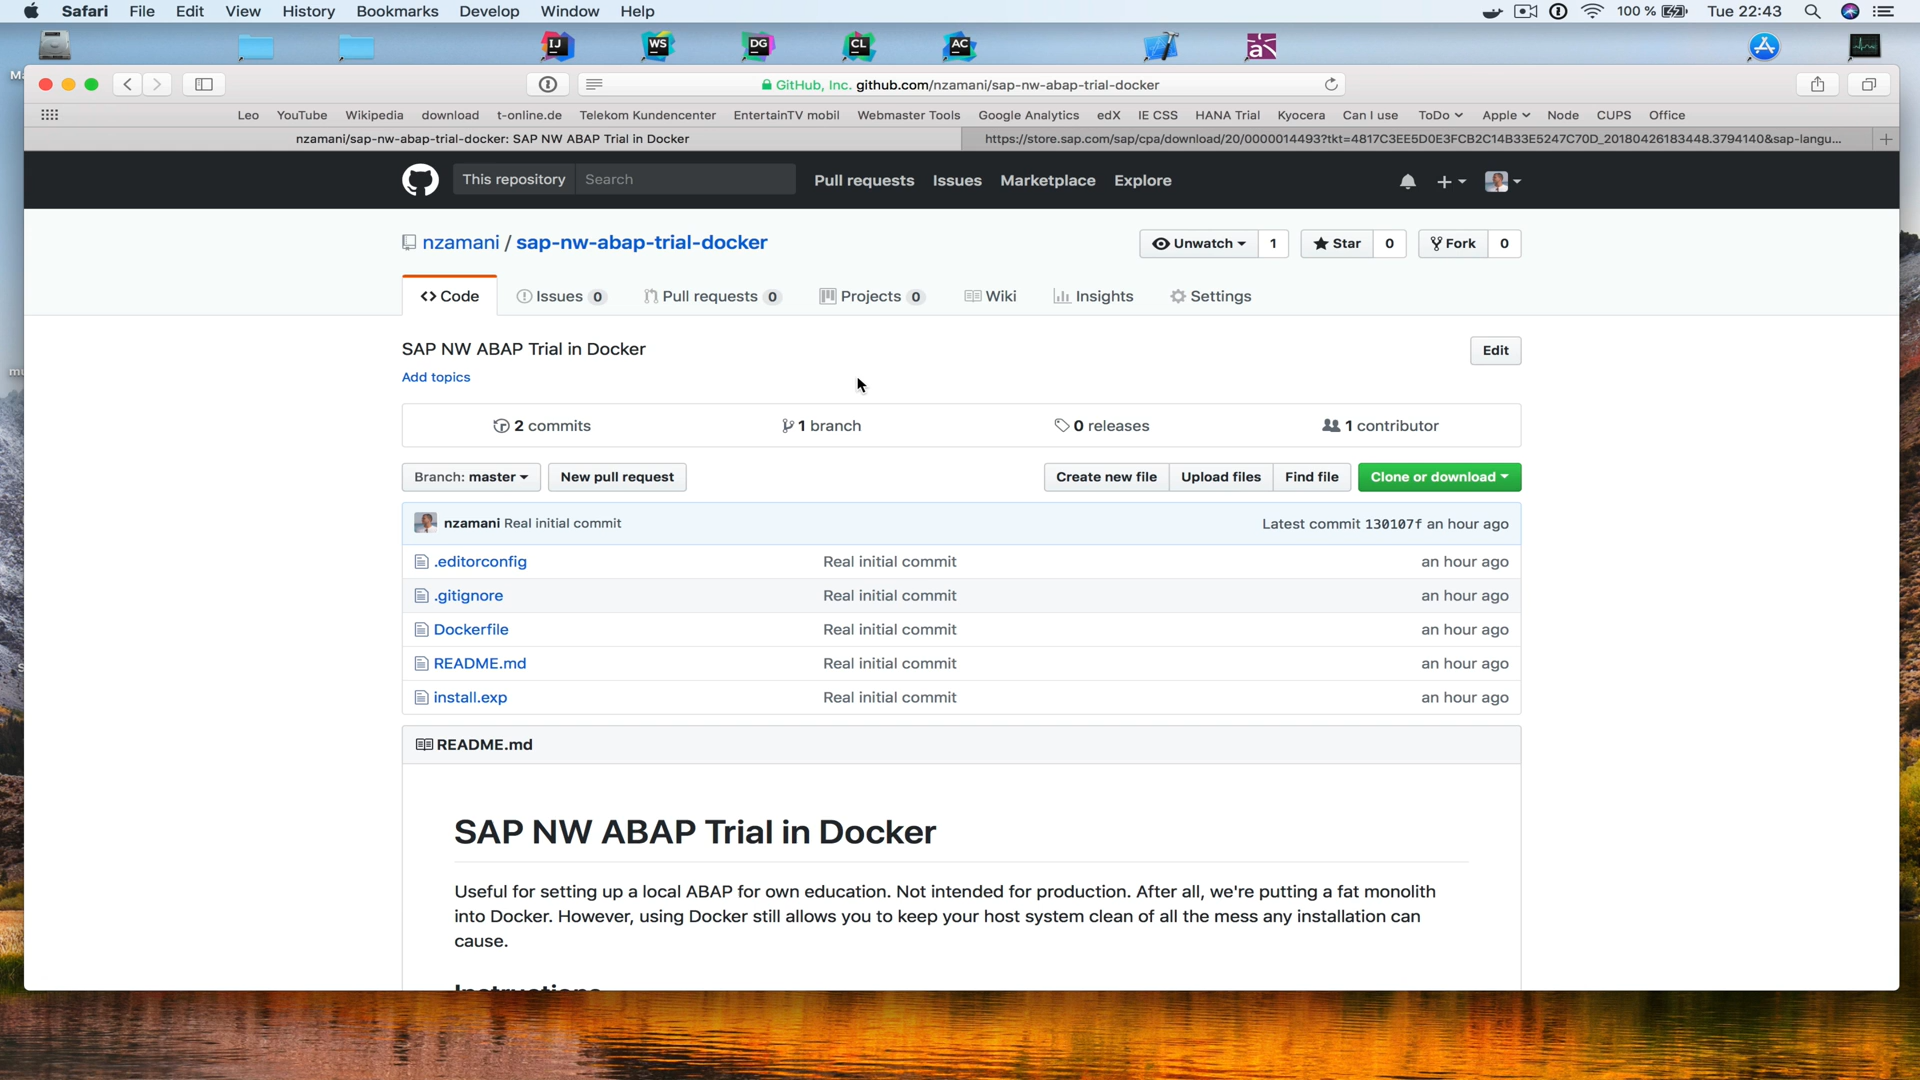 Safari File Edit View History Bookmarks Develop Window Help 100 % Tue 22:43
IJ WS DG CL AC
GitHub, Inc. github.com/nzamani/sap-nw-abap-trial-docker
Leo YouTube Wikipedia download t-online.de Telekom Kundencenter EntertainTV mobil Webmaster Tools Google Analytics edX IE CSS HANA Trial Kyocera Can I use ToDo Apple Node CUPS Office
nzamani/sap-nw-abap-trial-docker: SAP NW ABAP Trial in Docker https://store.sap.com/sap/cpa/download/20/0000014493?tkt=4817C3EE5D0E3FCB2C14B33E5247C70D_20180426183448.3794140&sap-langu...
This repository Search Pull requests Issues Marketplace Explore
nzamani / sap-nw-abap-trial-docker Unwatch 1 Star 0 Fork 0
Code Issues 0 Pull requests 0 Projects 0 Wiki Insights Settings
SAP NW ABAP Trial in Docker Edit
Add topics
2 commits 1 branch 0 releases 1 contributor
Branch: master New pull request Create new file Upload files Find file Clone or download
nzamani Real initial commit Latest commit 130107f an hour ago
.editorconfig Real initial commit an hour ago
.gitignore Real initial commit an hour ago
Dockerfile Real initial commit an hour ago
README.md Real initial commit an hour ago
install.exp Real initial commit an hour ago
README.md
SAP NW ABAP Trial in Docker
Useful for setting up a local ABAP for own education. Not intended for production. After all, we're putting a fat monolith
into Docker. However, using Docker still allows you to keep your host system clean of all the mess any installation can
cause.
Instructions